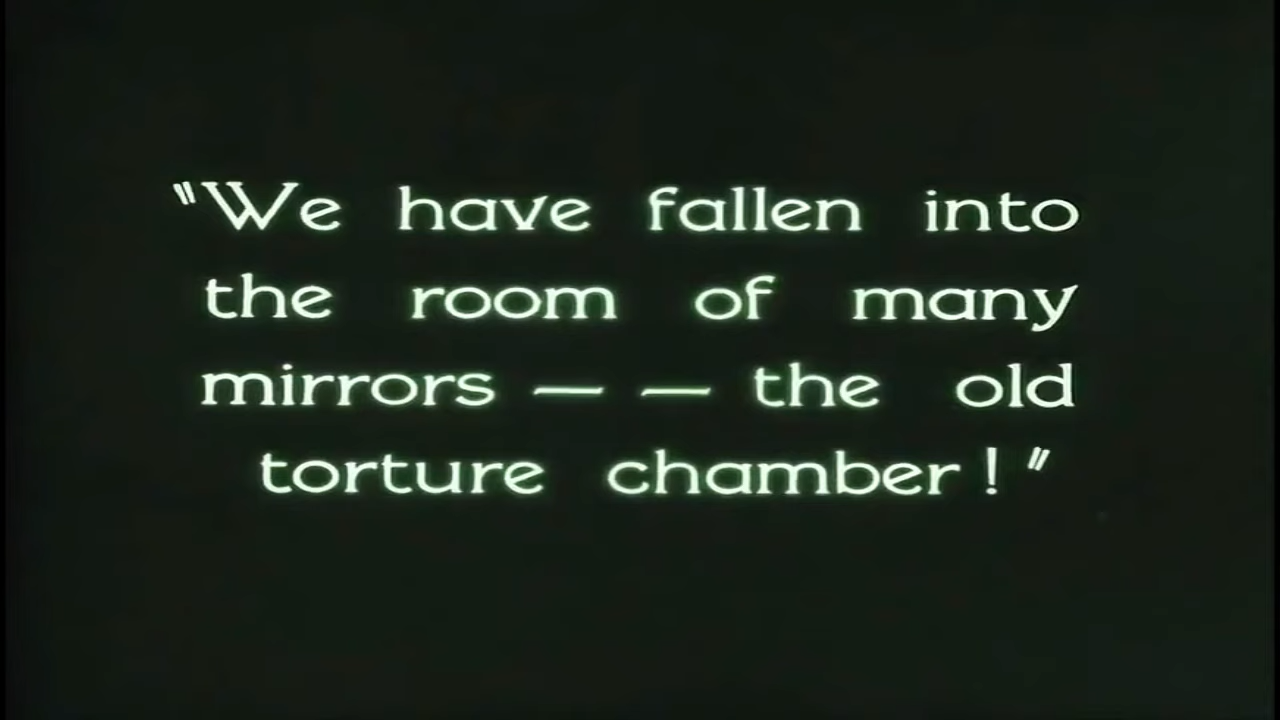 "We have fallen into
the room of many
mirrors — — the old
torture chamber!"